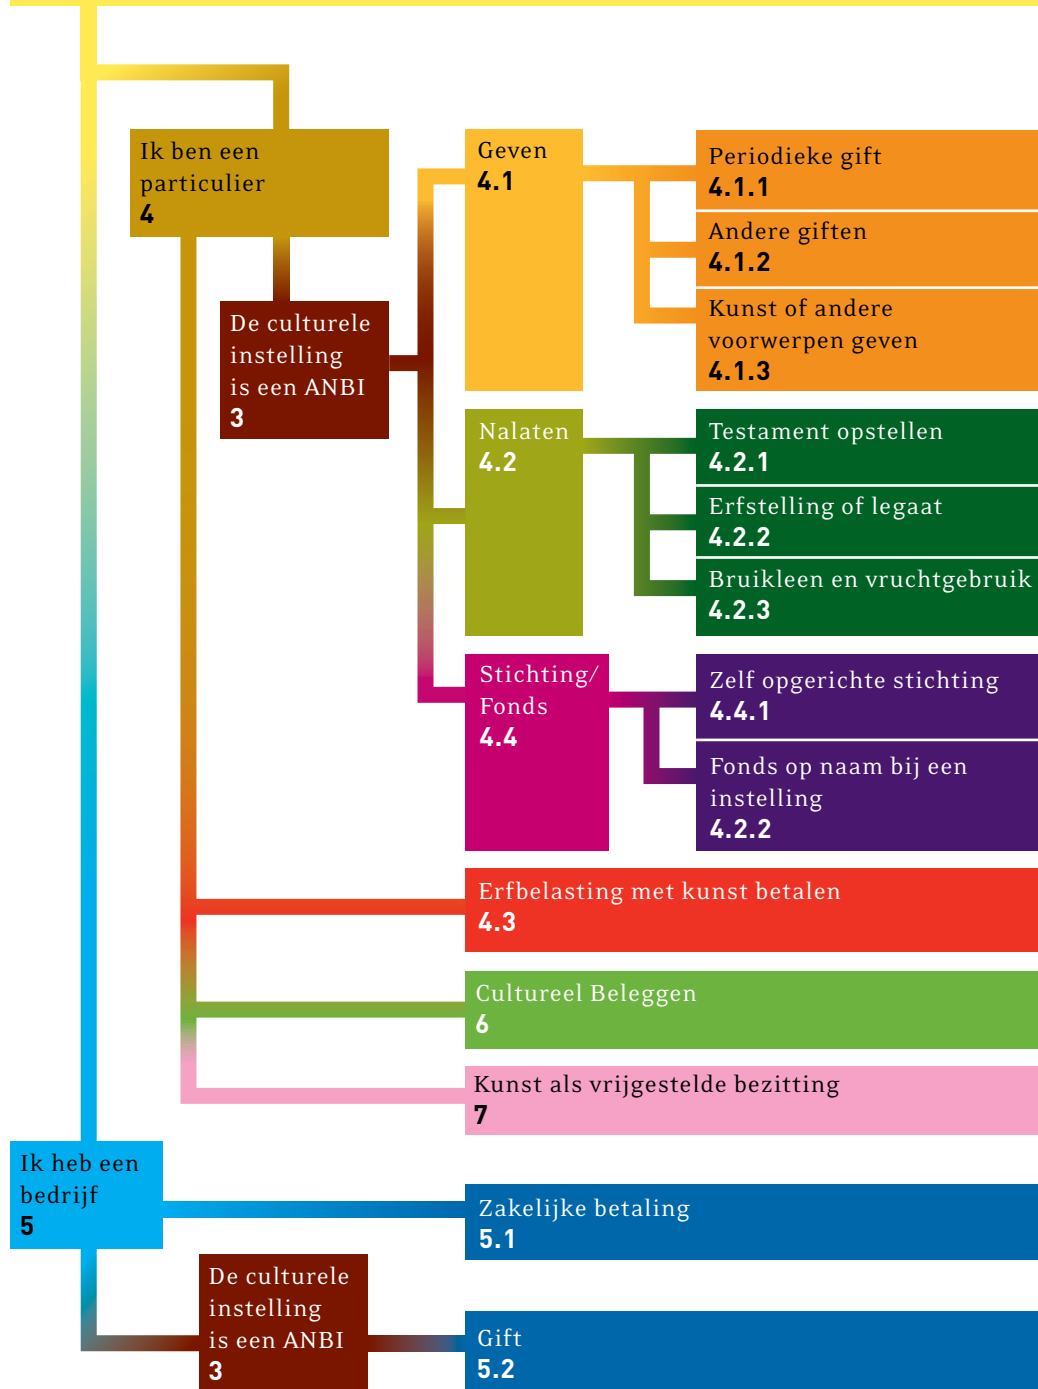 Ik ben een
particulier
4
De culturele
instelling
is een ANBI
3
Geven
4.1
Periodieke gift
4.1.1
Andere giften
4.1.2
Kunst of andere
voorwerpen geven
4.1.3
Nalaten
4.2
Testament opstellen
4.2.1
Erfstelling of legaat
4.2.2
Bruikleen en vruchtgebruik
4.2.3
Stichting/
Fonds
4.4
Zelf opgerichte stichting
4.4.1
Fonds op naam bij een
instelling
4.2.2
Erfbelasting met kunst betalen
4.3
Cultureel Beleggen
6
Kunst als vrijgestelde bezitting
7
Ik heb een
bedrijf
5
Zakelijke betaling
5.1
De culturele
instelling
is een ANBI
3
Gift
5.2